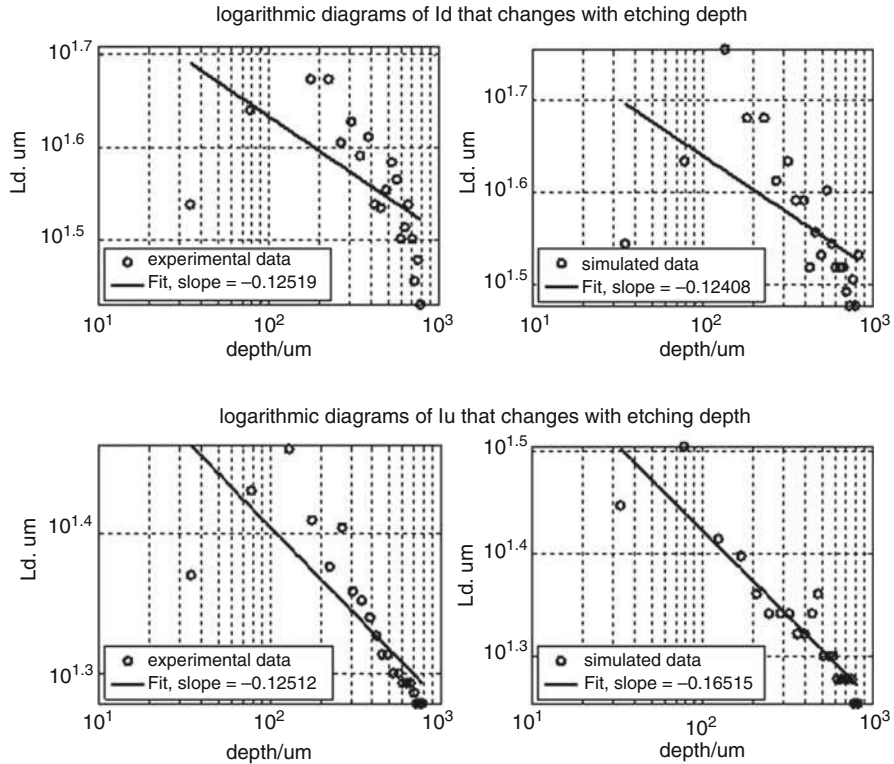 logarithmic diagrams of Id that changes with etching depth
10^1.7
10^1.6
10^1.5
Ld. um
experimental data
Fit, slope = –0.12519
10^1
10^2
10^3
depth/um
10^1.7
10^1.6
10^1.5
Ld. um
simulated data
Fit, slope = –0.12408
10^1
10^2
10^3
depth/um
logarithmic diagrams of Iu that changes with etching depth
10^1.4
10^1.3
Ld. um
experimental data
Fit, slope = –0.12512
10^1
10^2
10^3
depth/um
10^1.5
10^1.4
10^1.3
Ld. um
simulated data
Fit, slope = –0.16515
10^1
10^2
10^3
depth/um